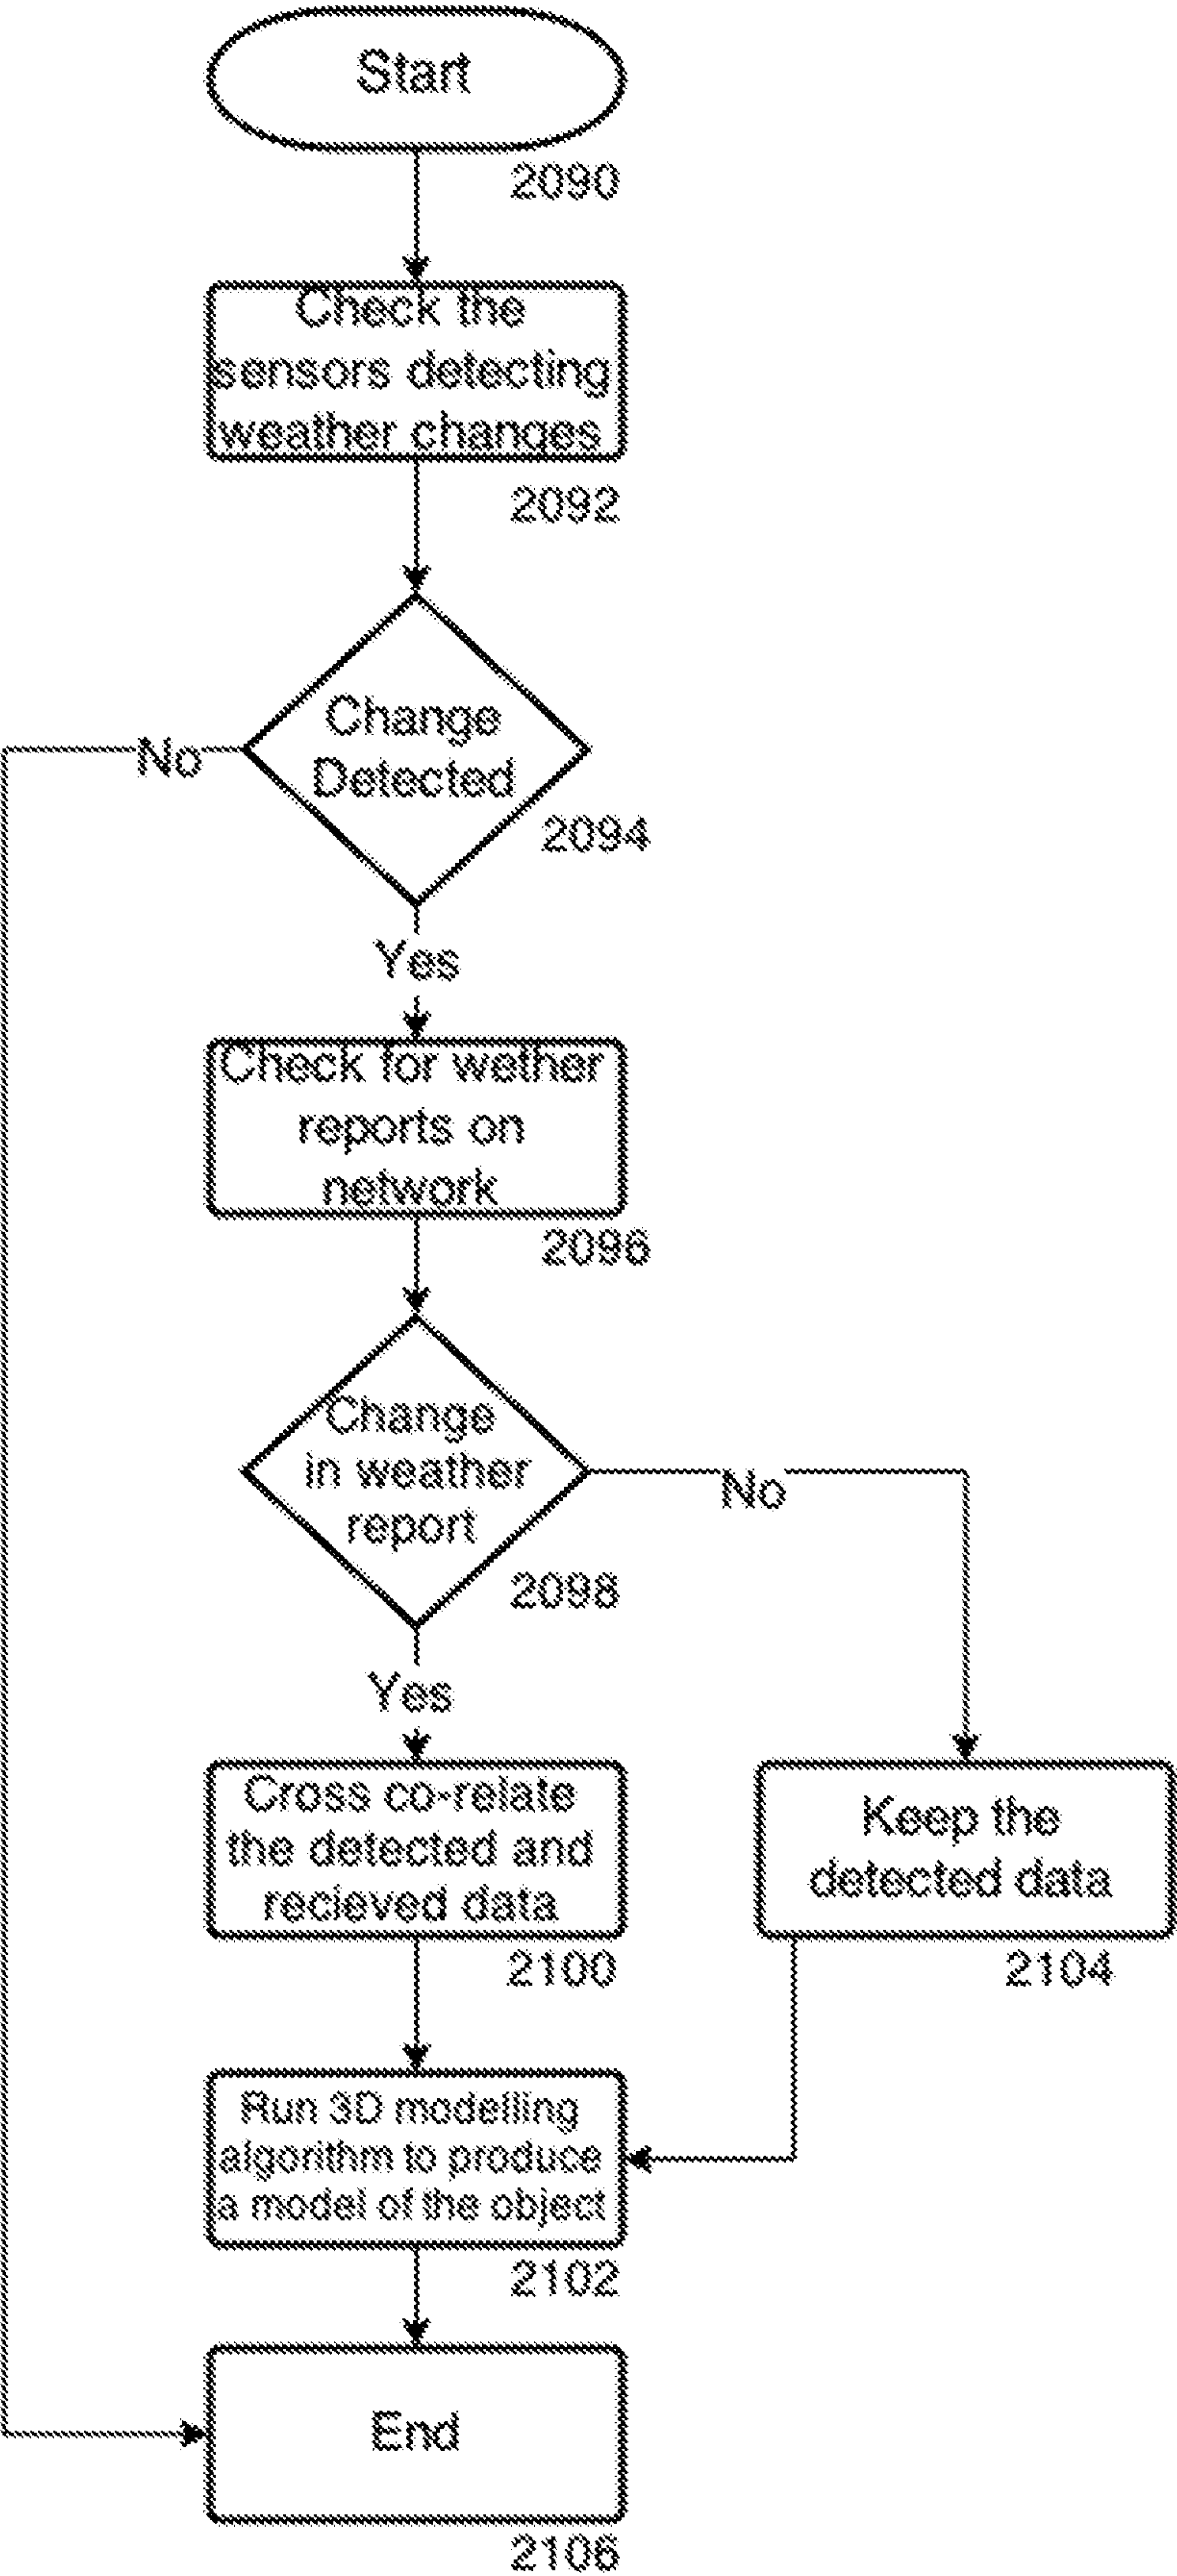 Start
2090
Check the
sensors detecting
weather changes
2092
Change
Detected
No
2094
Yes
Check for wether
reports on
network
2096
Change
in weather
report
No
2098
Yes
Cross co-relate
the detected and
recieved data
2100
Keep the
detected data
2104
Run 3D modelling
algorithm to produce
a model of the object
2102
End
2106